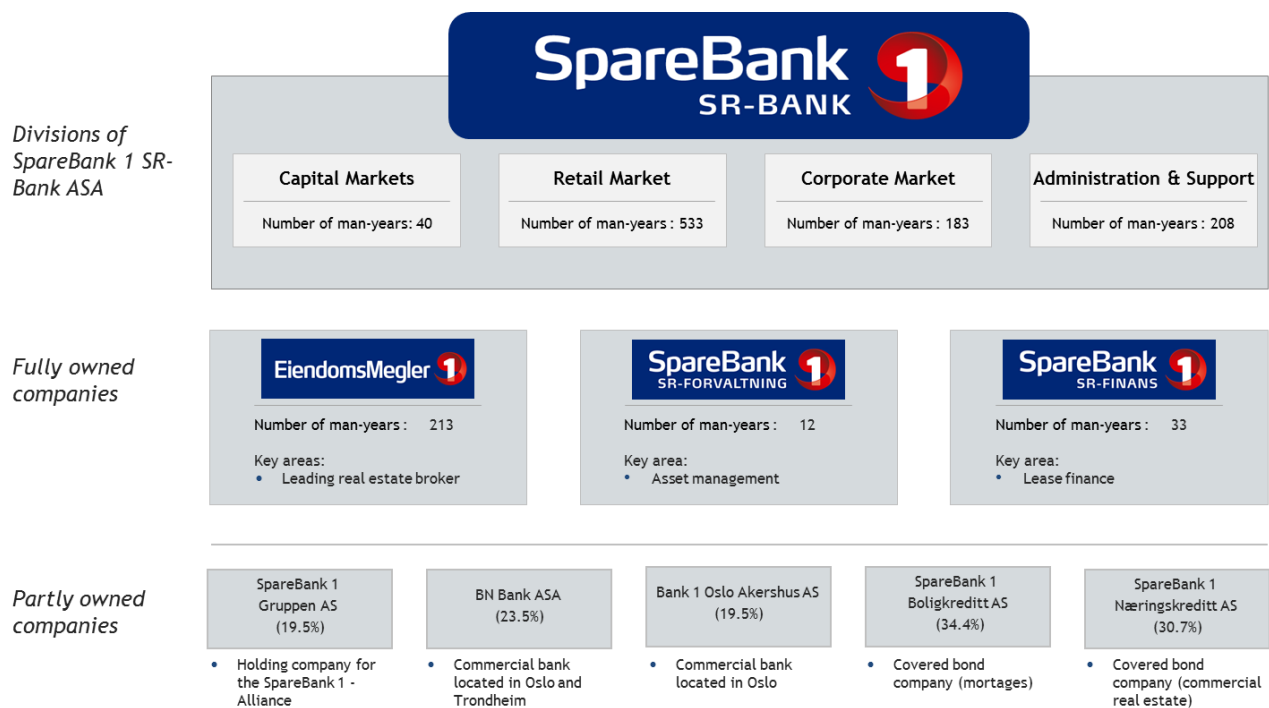 SpareBank 1
SR-BANK
Divisions of
SpareBank 1 SR-
Bank ASA
Capital Markets
Number of man-years: 40
Retail Market
Number of man-years : 533
Corporate Market
Number of man-years : 183
Administration & Support
Number of man-years : 208
Fully owned
companies
EiendomsMegler 1
Number of man-years : 213
Key areas:
• Leading real estate broker
SpareBank 1
SR-FORVALTNING
Number of man-years : 12
Key area:
• Asset management
SpareBank 1
SR-FINANS
Number of man-years : 33
Key area:
• Lease finance
Partly owned
companies
SpareBank 1
Gruppen AS
(19.5%)
• Holding company for
the SpareBank 1 -
Alliance
BN Bank ASA
(23.5%)
• Commercial bank
located in Oslo and
Trondheim
Bank 1 Oslo Akershus AS
(19.5%)
• Commercial bank
located in Oslo
SpareBank 1
Boligkreditt AS
(34.4%)
• Covered bond
company (mortages)
SpareBank 1
Næringskreditt AS
(30.7%)
• Covered bond
company (commercial
real estate)